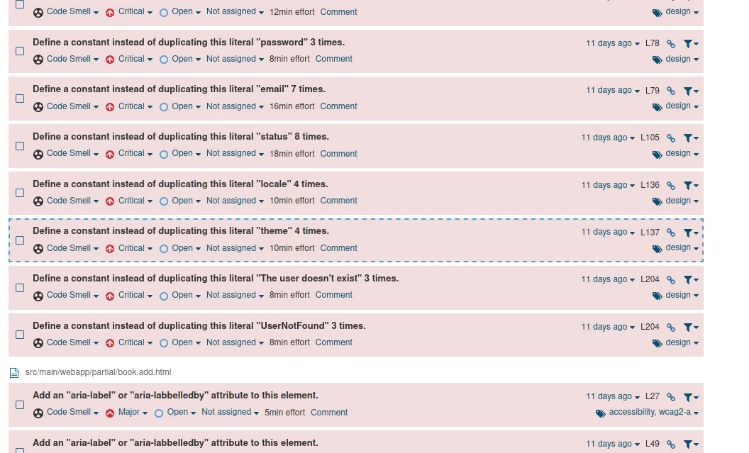 Code Smell Critical Open Not assigned 12min effort Comment design
Define a constant instead of duplicating this literal "password" 3 times. 11 days ago L78
Code Smell Critical Open Not assigned 8min effort Comment design
Define a constant instead of duplicating this literal "email" 7 times. 11 days ago L79
Code Smell Critical Open Not assigned 16min effort Comment design
Define a constant instead of duplicating this literal "status" 8 times. 11 days ago L105
Code Smell Critical Open Not assigned 18min effort Comment design
Define a constant instead of duplicating this literal "locale" 4 times. 11 days ago L136
Code Smell Critical Open Not assigned 10min effort Comment design
Define a constant instead of duplicating this literal "theme" 4 times. 11 days ago L137
Code Smell Critical Open Not assigned 10min effort Comment design
Define a constant instead of duplicating this literal "The user doesn't exist" 3 times. 11 days ago L204
Code Smell Critical Open Not assigned 8min effort Comment design
Define a constant instead of duplicating this literal "UserNotFound" 3 times. 11 days ago L204
Code Smell Critical Open Not assigned 8min effort Comment design
src/main/webapp/partial/book.add.html
Add an "aria-label" or "aria-labbelledby" attribute to this element. 11 days ago L27
Code Smell Major Open Not assigned 5min effort Comment accessibility, wcag2-a
Add an "aria-label" or "aria-labbelledby" attribute to this element. 11 days ago L49